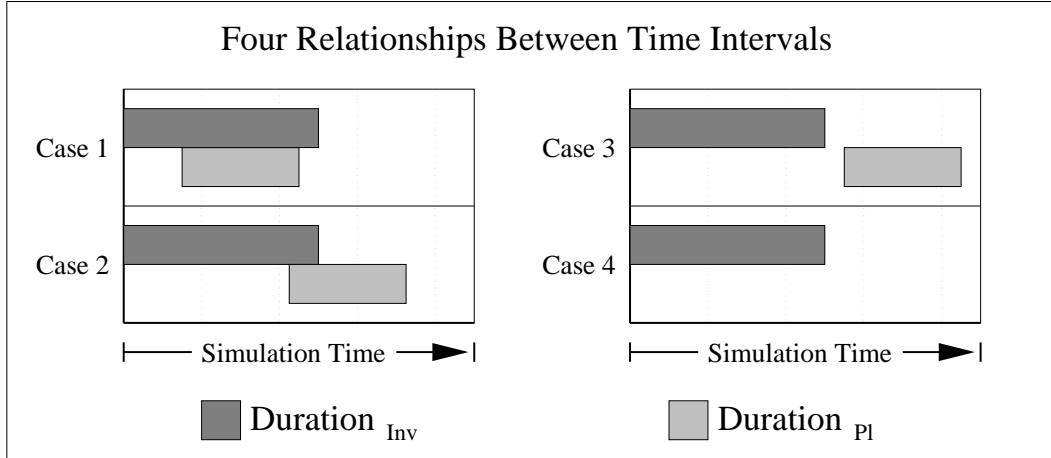 Four Relationships Between Time Intervals
Case 1
Case 2
Simulation Time
Case 3
Case 4
Simulation Time
Duration Inv
Duration Pl